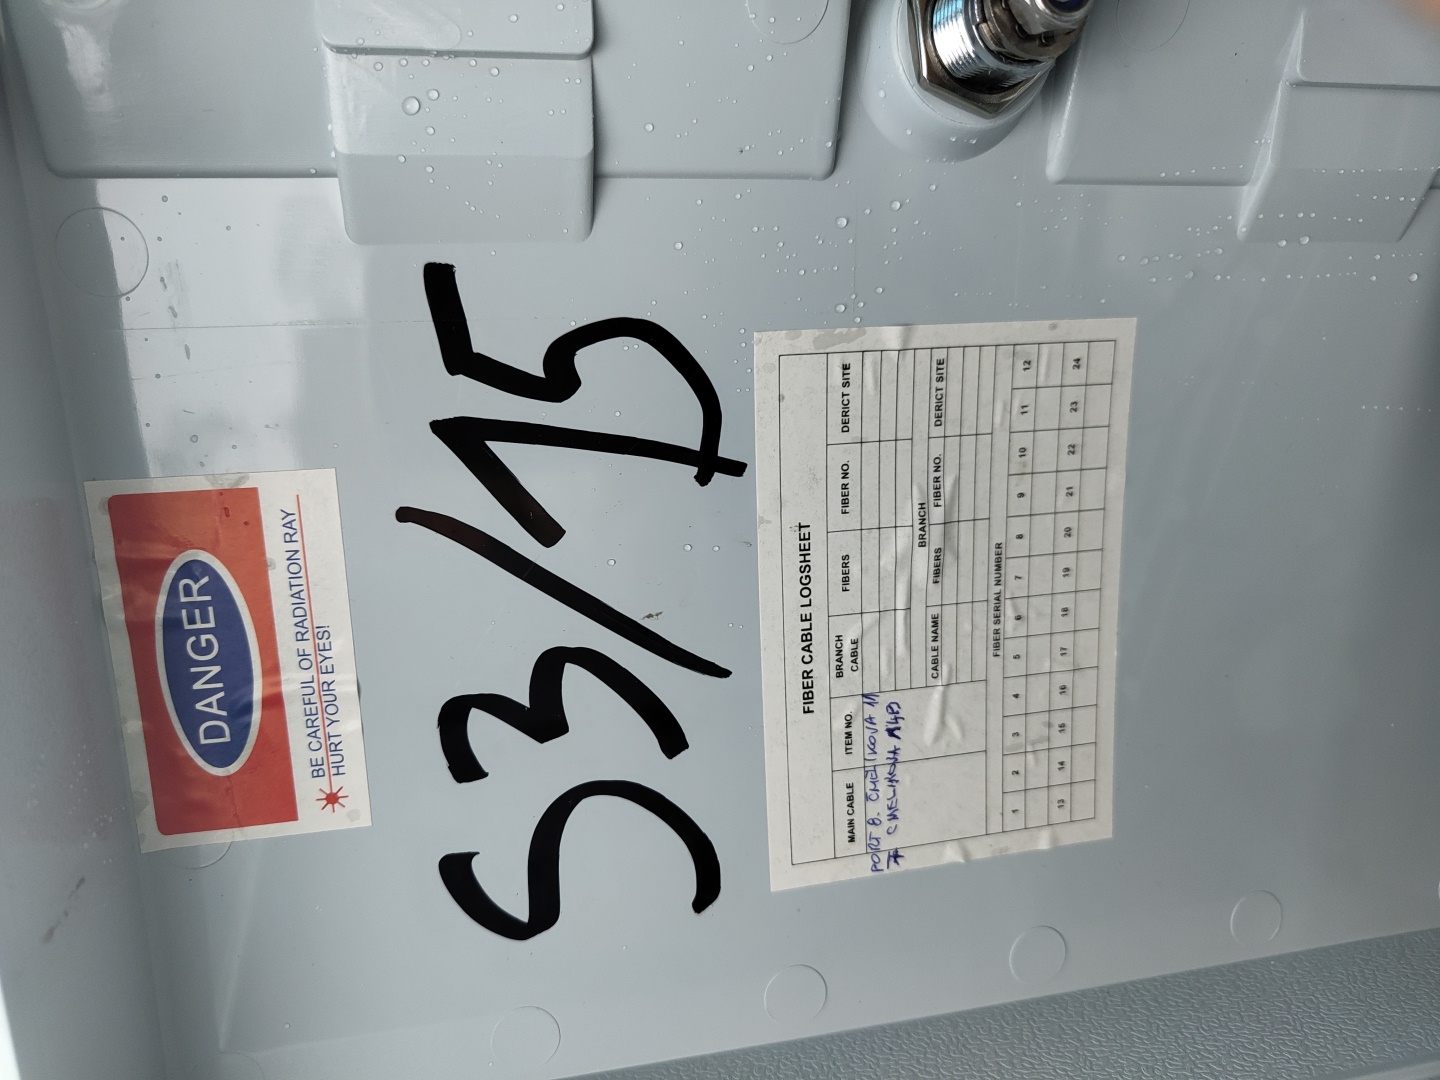 DANGER
BE CAREFUL OF RADIATION RAY
HURT YOUR EYES!
S3/15
FIBER CABLE LOGSHEET
MAIN CABLE ITEM NO. BRANCH CABLE FIBERS FIBER NO. DERICT SITE
PORT 8.
BRANCH
CABLE NAME FIBERS FIBER NO. DERICT SITE
FIBER SERIAL NUMBER
1 2 3 4 5 6 7 8 9 10 11 12
13 14 15 16 17 18 19 20 21 22 23 24